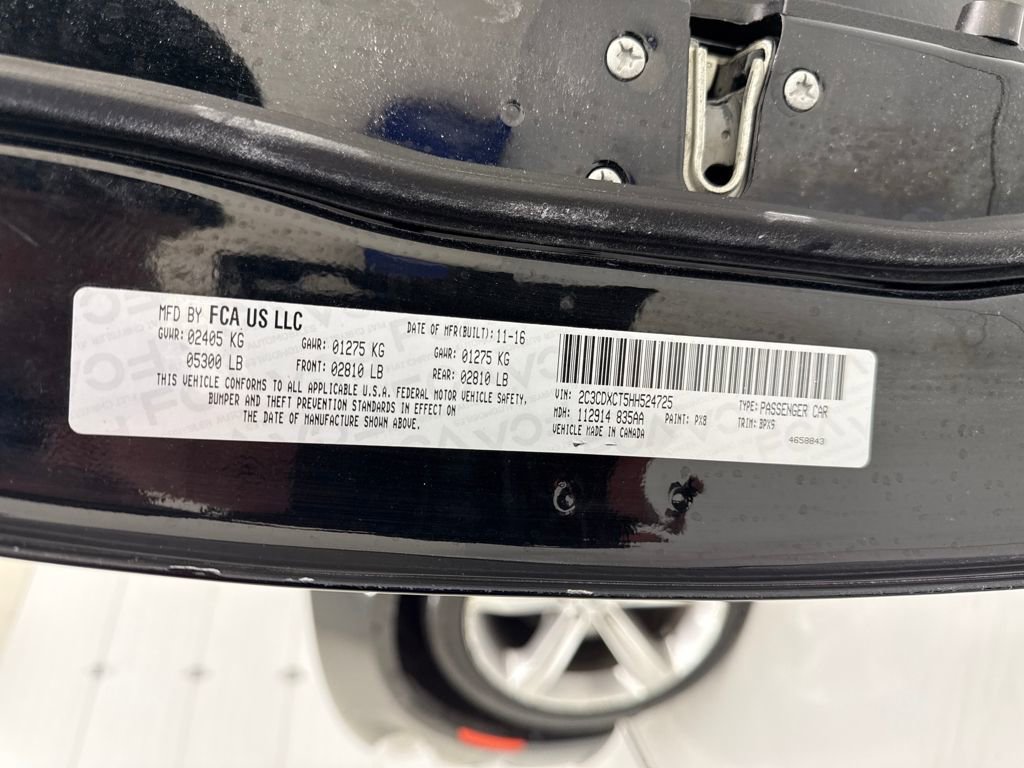 MFD BY FCA US LLC
DATE OF MFR(BUILT): 11-16
GVWR: 02405 KG
GAWR: 01275 KG
GAWR: 01275 KG
05300 LB
FRONT: 02810 LB
REAR: 02810 LB
THIS VEHICLE CONFORMS TO ALL APPLICABLE U.S.A. FEDERAL MOTOR VEHICLE SAFETY,
BUMPER AND THEFT PREVENTION STANDARDS IN EFFECT ON
THE DATE OF MANUFACTURE SHOWN ABOVE.
VIN: 2C3CDXCT5HH524725
TYPE: PASSENGER CAR
MDH: 112914 835AA
PAINT: PX8
TRIM: BPX9
VEHICLE MADE IN CANADA
4658843